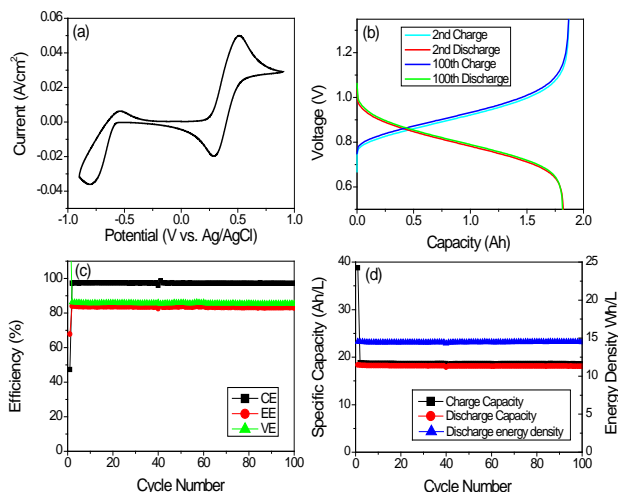 (a)
Current (A/cm²)
0.06
0.04
0.02
0.00
0.02
0.04
-1.0
-0.5
0.0
0.5
1.0
Potential (V vs. Ag/AgCl)
(b)
2nd Charge
2nd Discharge
100th Charge
100th Discharge
Voltage (V)
1.2
1.0
0.8
0.6
0.0
0.5
1.0
1.5
2.0
Capacity (Ah)
(c)
Efficiency (%)
100
80
60
40
20
0
CE
EE
VE
0
20
40
60
80
100
Cycle Number
(d)
Specific Capacity (Ah/L)
40
30
20
10
0
Charge Capacity
Discharge Capacity
Discharge energy density
Energy Density Wh/L
25
20
15
10
5
0
0
20
40
60
80
100
Cycle Number